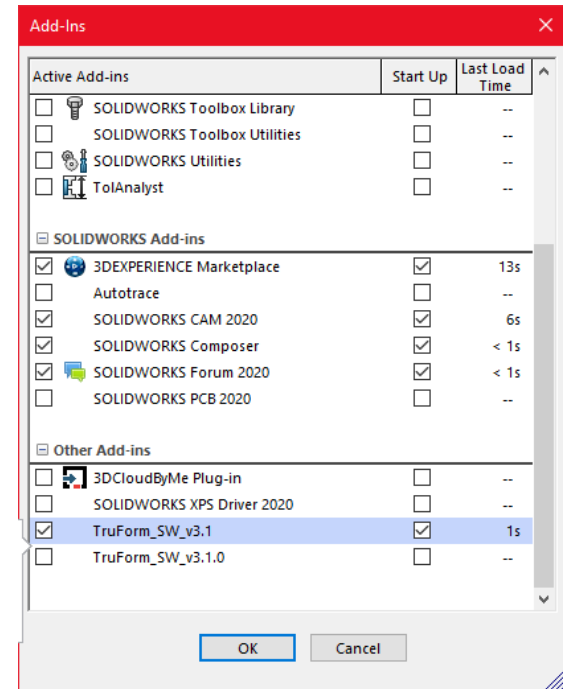 Add-Ins
Active Add-ins Start Up Last Load Time
SOLIDWORKS Toolbox Library --
SOLIDWORKS Toolbox Utilities --
SOLIDWORKS Utilities --
TolAnalyst --
SOLIDWORKS Add-ins
3DEXPERIENCE Marketplace 13s
Autotrace --
SOLIDWORKS CAM 2020 6s
SOLIDWORKS Composer < 1s
SOLIDWORKS Forum 2020 < 1s
SOLIDWORKS PCB 2020 --
Other Add-ins
3DCloudByMe Plug-in --
SOLIDWORKS XPS Driver 2020 --
TruForm_SW_v3.1 1s
TruForm_SW_v3.1.0 --
OK Cancel